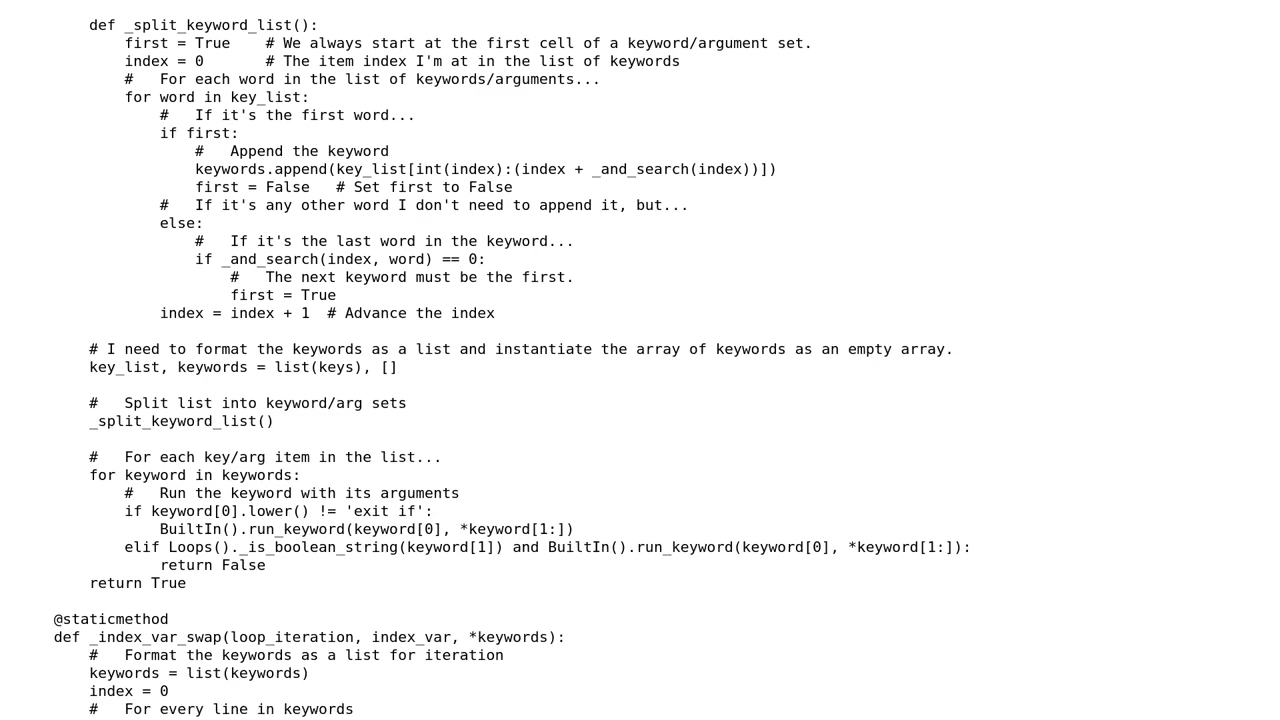 def _split_keyword_list():
first = True    # We always start at the first cell of a keyword/argument set.
index = 0       # The item index I'm at in the list of keywords
#   For each word in the list of keywords/arguments...
for word in key_list:
#   If it's the first word...
if first:
#   Append the keyword
keywords.append(key_list[int(index):(index + _and_search(index))])
first = False   # Set first to False
#   If it's any other word I don't need to append it, but...
else:
#   If it's the last word in the keyword...
if _and_search(index, word) == 0:
#   The next keyword must be the first.
first = True
index = index + 1  # Advance the index
# I need to format the keywords as a list and instantiate the array of keywords as an empty array.
key_list, keywords = list(keys), []
#   Split list into keyword/arg sets
_split_keyword_list()
#   For each key/arg item in the list...
for keyword in keywords:
#   Run the keyword with its arguments
if keyword[0].lower() != 'exit if':
BuiltIn().run_keyword(keyword[0], *keyword[1:])
elif Loops()._is_boolean_string(keyword[1]) and BuiltIn().run_keyword(keyword[0], *keyword[1:]):
return False
return True
@staticmethod
def _index_var_swap(loop_iteration, index_var, *keywords):
#   Format the keywords as a list for iteration
keywords = list(keywords)
index = 0
#   For every line in keywords